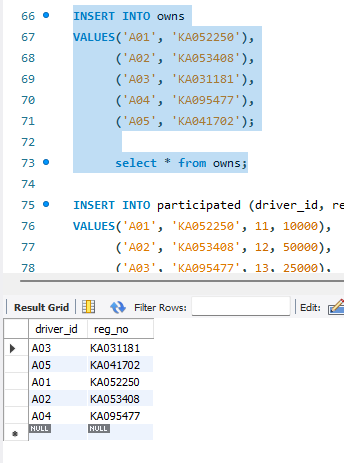 66 INSERT INTO owns
67 VALUES('A01', 'KA052250'),
68 ('A02', 'KA053408'),
69 ('A03', 'KA031181'),
70 ('A04', 'KA095477'),
71 ('A05', 'KA041702');
72
73 select * from owns;
74
75 INSERT INTO participated (driver_id, re
76 VALUES('A01', 'KA052250', 11, 10000),
77 ('A02', 'KA053408', 12, 50000),
78 ('A03', 'KA095477', 13, 25000),
Result Grid Filter Rows: Edit:
driver_id reg_no
A03 KA031181
A05 KA041702
A01 KA052250
A02 KA053408
A04 KA095477
NULL NULL